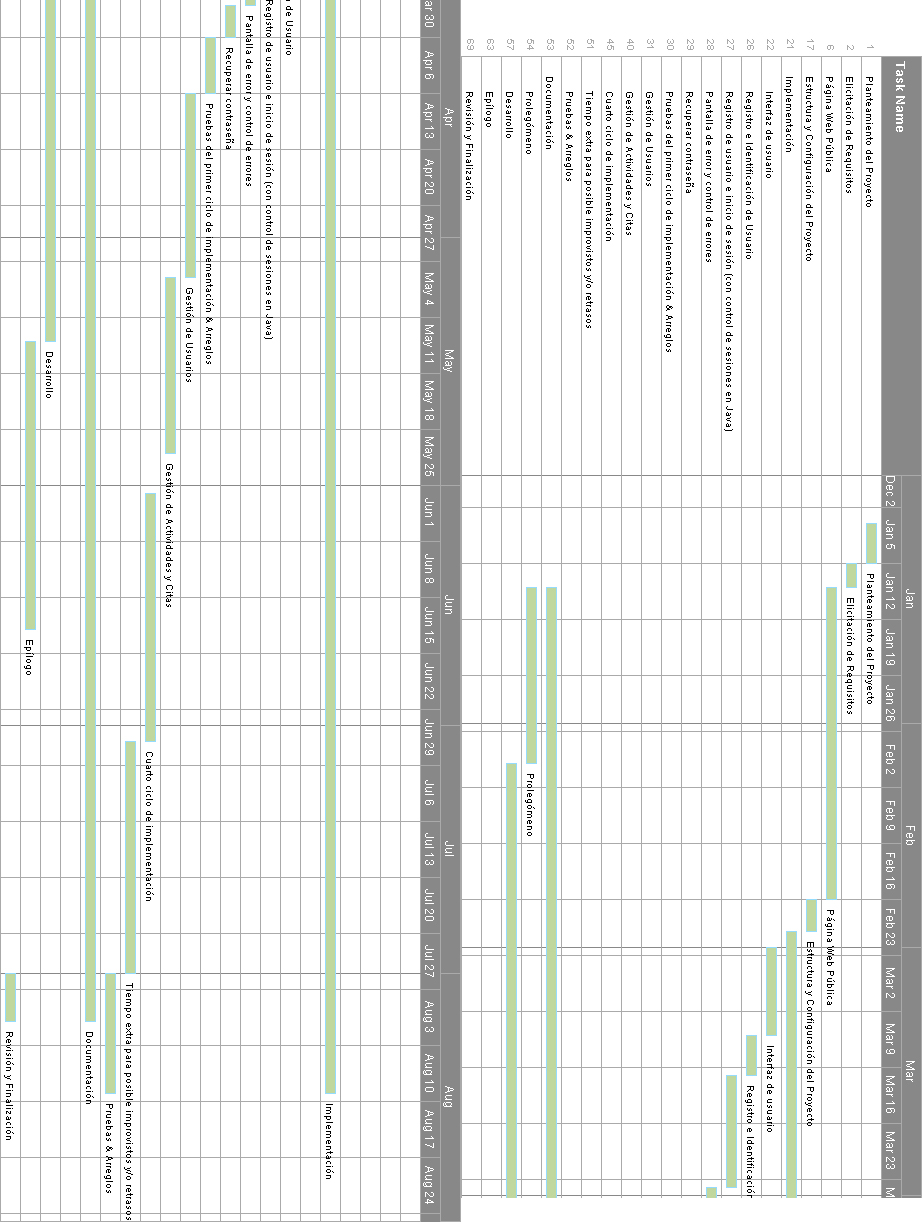 Task Name
Jan
Feb
Mar
Dec 2
Jan 5
Jan 12
Jan 19
Jan 26
Feb 2
Feb 9
Feb 16
Feb 23
Mar 2
Mar 9
Mar 16
Mar 23
M
1
Planteamiento del Proyecto
Planteamiento del Proyecto
2
Elicitación de Requisitos
Elicitación de Requisitos
6
Página Web Pública
Página Web Pública
17
Estructura y Configuración del Proyecto
Estructura y Configuración del Proyecto
21
Implementación
22
Interfaz de usuario
Interfaz de usuario
26
Registro e Identificación de Usuario
Registro e Identificación
27
Registro de usuario e inicio de sesión (con control de sesiones en Java)
28
Pantalla de error y control de errores
29
Recuperar contraseña
30
Pruebas del primer ciclo de implementación & Arreglos
31
Gestión de Usuarios
40
Gestión de Actividades y Citas
45
Cuarto ciclo de implementación
51
Tiempo extra para posible improvistos y/o retrasos
52
Pruebas & Arreglos
53
Documentación
54
Prolegómeno
Prolegómeno
57
Desarrollo
63
Epílogo
69
Revisión y Finalización
Apr
May
Jun
Jul
Aug
ar 30
Apr 6
Apr 13
Apr 20
Apr 27
May 4
May 11
May 18
May 25
Jun 1
Jun 8
Jun 15
Jun 22
Jun 29
Jul 6
Jul 13
Jul 20
Jul 27
Aug 3
Aug 10
Aug 17
Aug 24
Implementación
de Usuario
Registro de usuario e inicio de sesión (con control de sesiones en Java)
Pantalla de error y control de errores
Recuperar contraseña
Pruebas del primer ciclo de implementación & Arreglos
Gestión de Usuarios
Gestión de Actividades y Citas
Cuarto ciclo de implementación
Tiempo extra para posible improvistos y/o retrasos
Pruebas & Arreglos
Documentación
Desarrollo
Epílogo
Revisión y Finalización